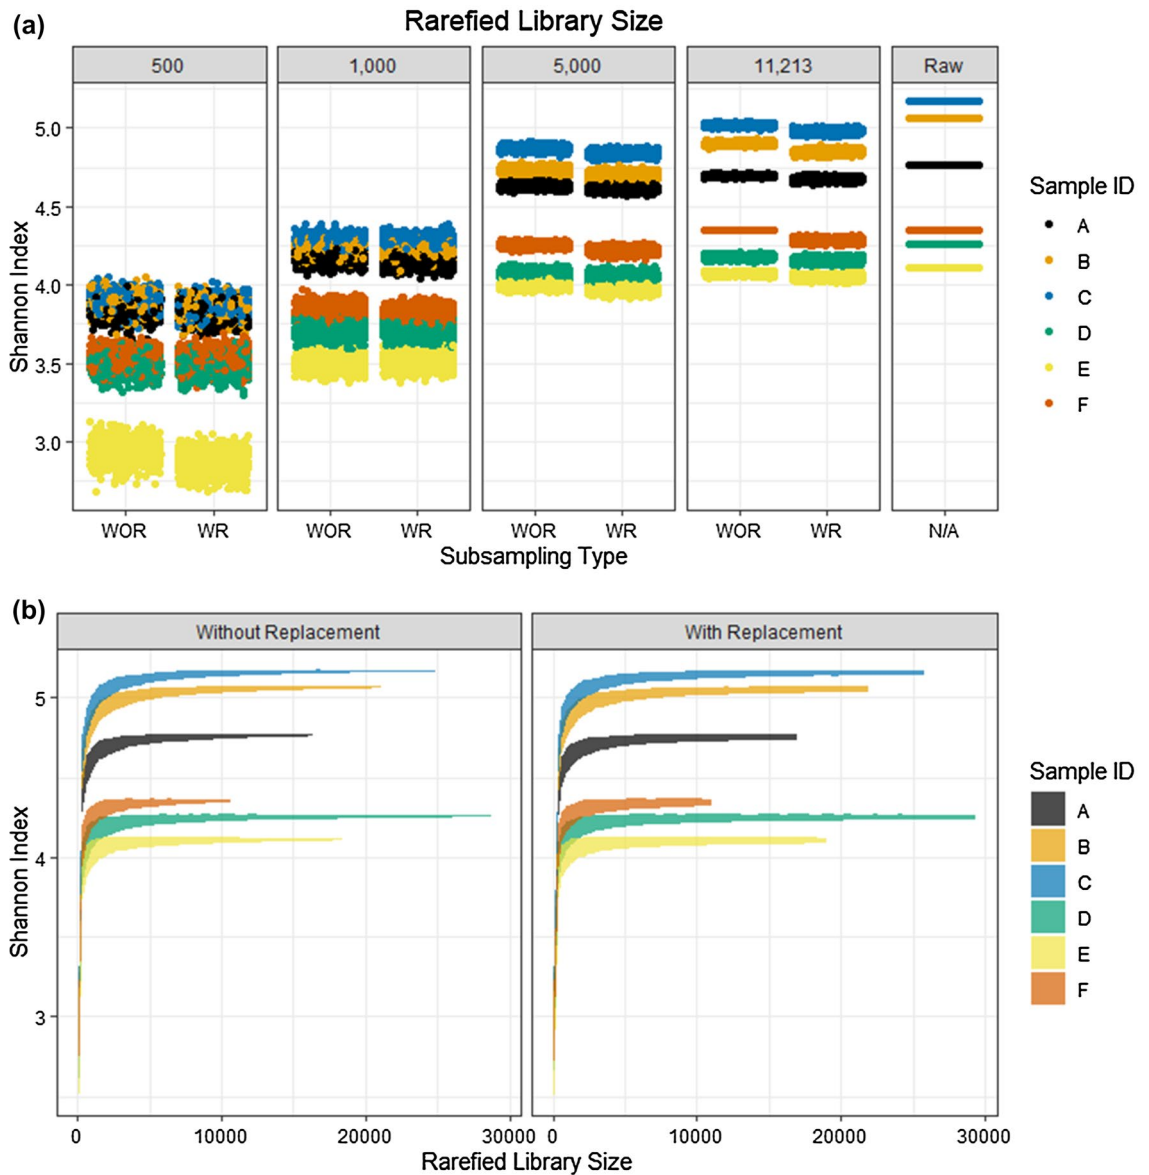 (a)
Rarefied Library Size
500 1,000 5,000 11,213 Raw
5.0
4.5
4.0
3.5
3.0
Shannon Index
WOR WR WOR WR WOR WR WOR WR N/A
Subsampling Type
Sample ID
A
B
C
D
E
F
(b)
Without Replacement With Replacement
5
4
3
Shannon Index
0 10000 20000 30000 0 10000 20000 30000
Rarefied Library Size
Sample ID
A
B
C
D
E
F